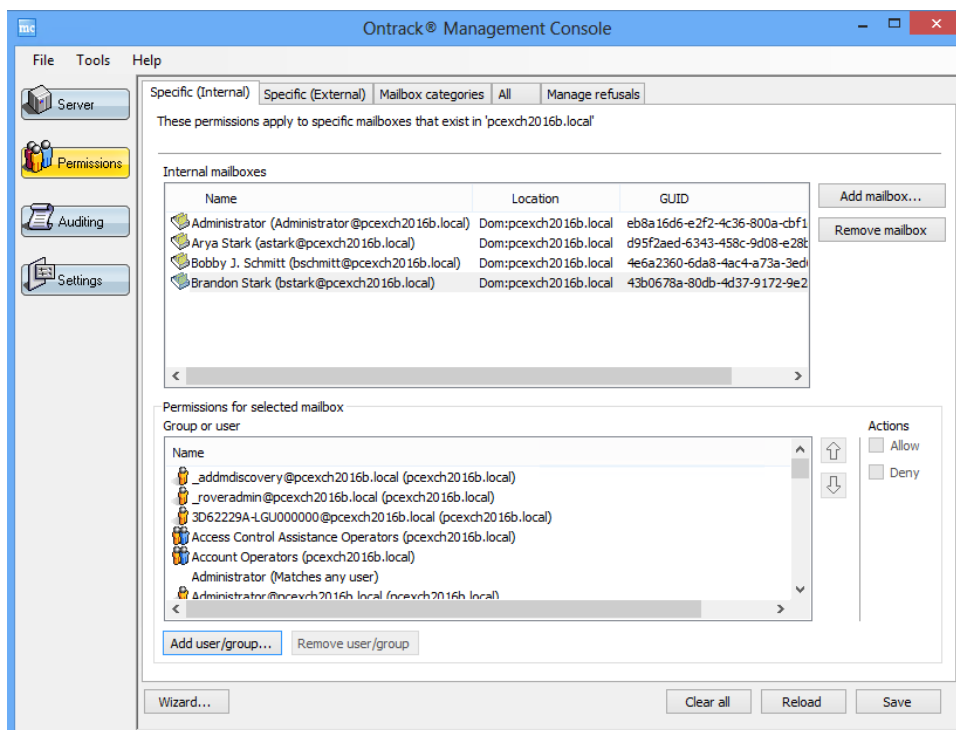 mc
Ontrack® Management Console
File Tools Help
Server
Permissions
Auditing
Settings
Specific (Internal) Specific (External) Mailbox categories All Manage refusals
These permissions apply to specific mailboxes that exist in 'pcexch2016b.local'
Internal mailboxes
Name Location GUID
Administrator (Administrator@pcexch2016b.local) Dom:pcexch2016b.local eb8a16d6-e2f2-4c36-800a-cbf1
Arya Stark (astark@pcexch2016b.local) Dom:pcexch2016b.local d95f2aed-6343-458c-9d08-e28b
Bobby J. Schmitt (bschmitt@pcexch2016b.local) Dom:pcexch2016b.local 4e6a2360-6da8-4ac4-a73a-3ed
Brandon Stark (bstark@pcexch2016b.local) Dom:pcexch2016b.local 43b0678a-80db-4d37-9172-9e2
Add mailbox...
Remove mailbox
Permissions for selected mailbox
Group or user
Name
_addmdiscovery@pcexch2016b.local (pcexch2016b.local)
_roveradmin@pcexch2016b.local (pcexch2016b.local)
3D62229A-LGU000000@pcexch2016b.local (pcexch2016b.local)
Access Control Assistance Operators (pcexch2016b.local)
Account Operators (pcexch2016b.local)
Administrator (Matches any user)
Administrator@pcexch2016b.local (pcexch2016b.local)
Actions
Allow
Deny
Add user/group... Remove user/group
Wizard... Clear all Reload Save